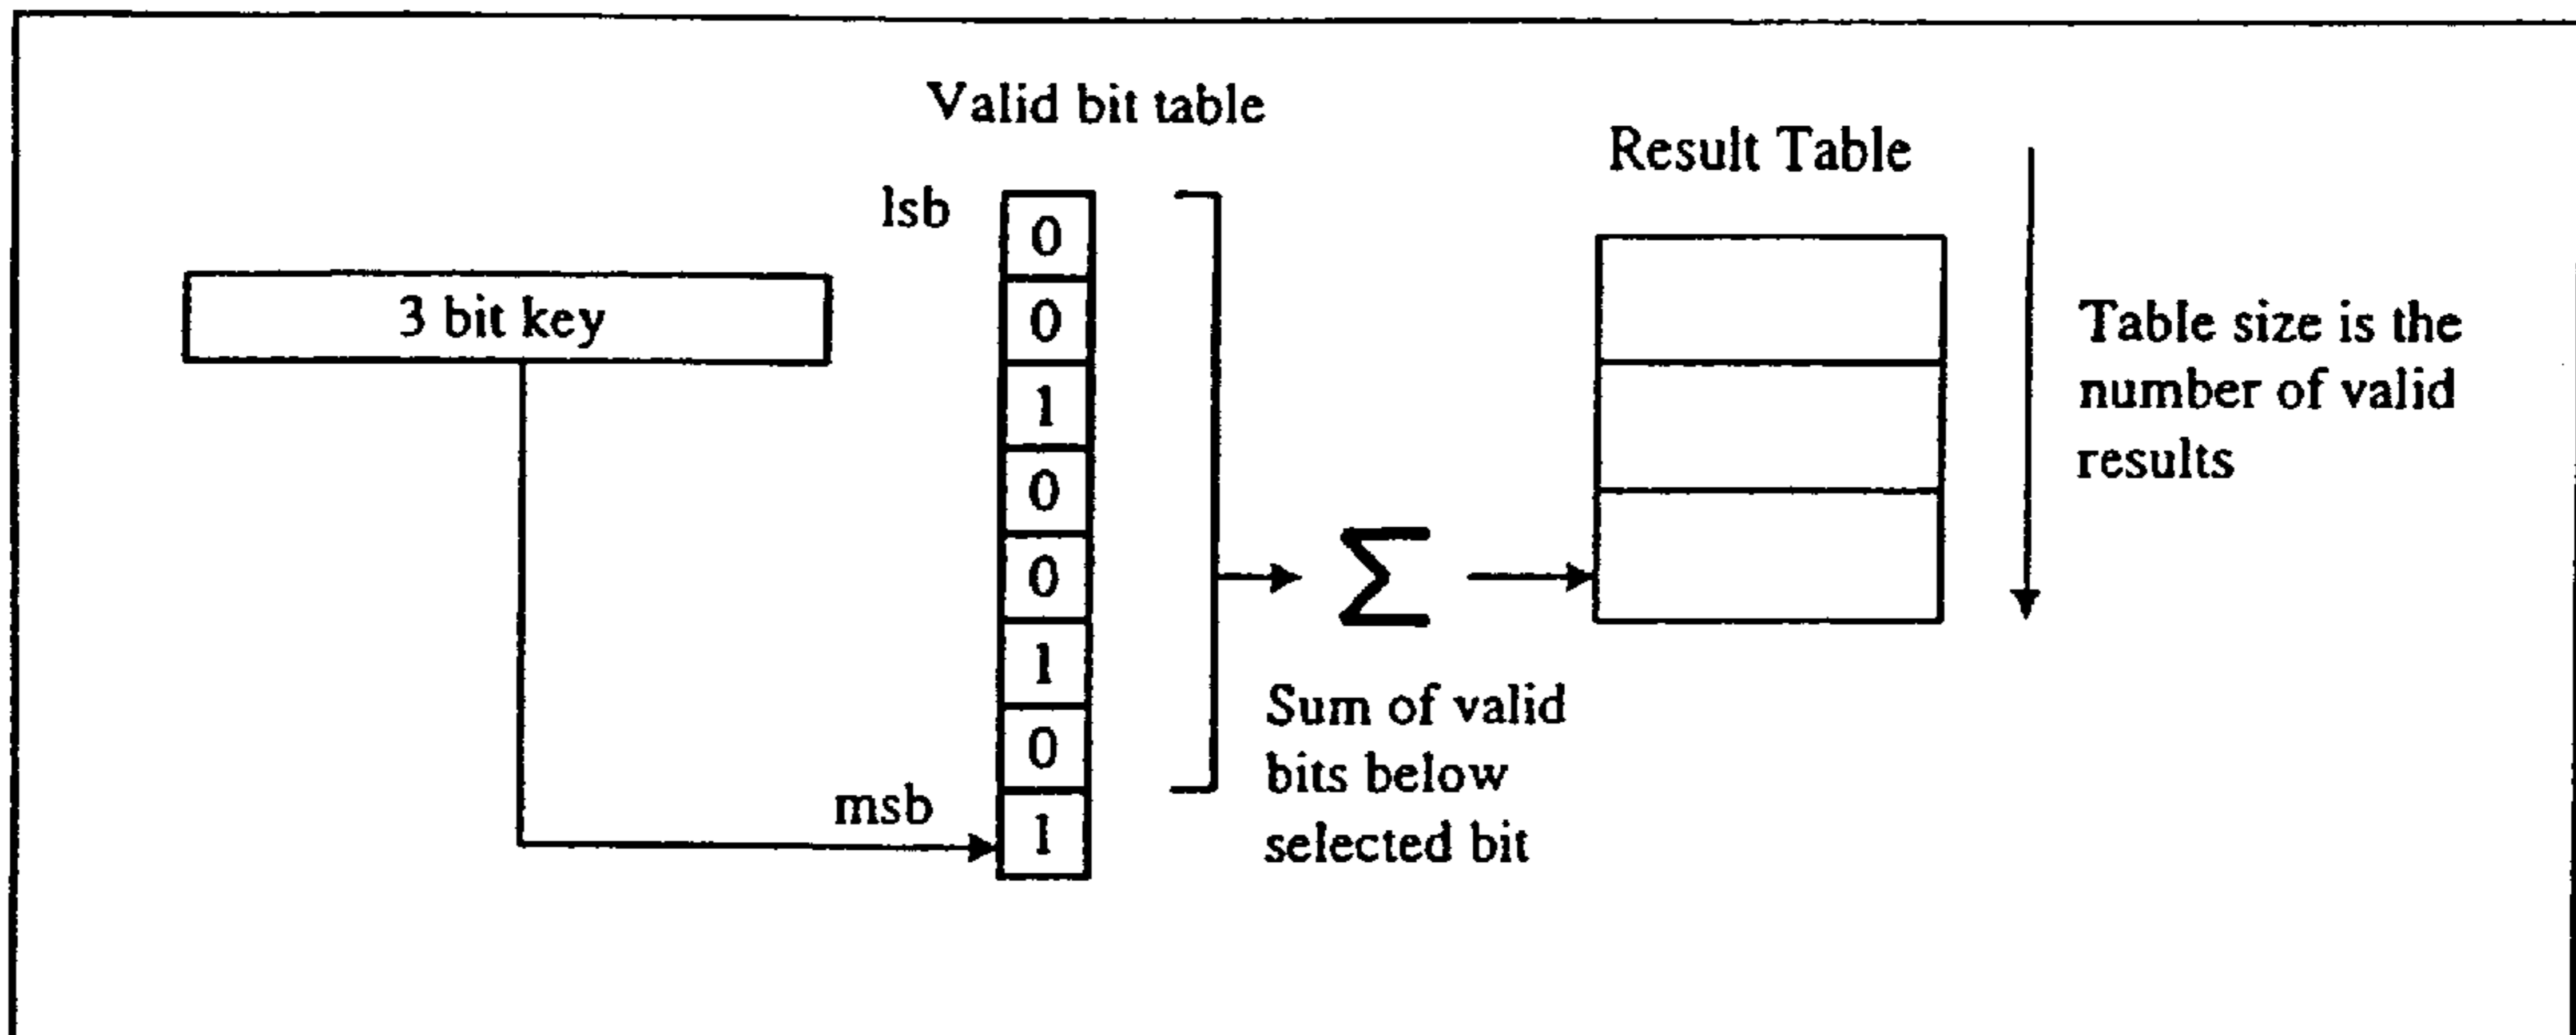 Valid bit table
Result Table
lsb
0
3 bit key
0
1
0
0
1
0
msb
1
Σ
Sum of valid
bits below
selected bit
Table size is the
number of valid
results